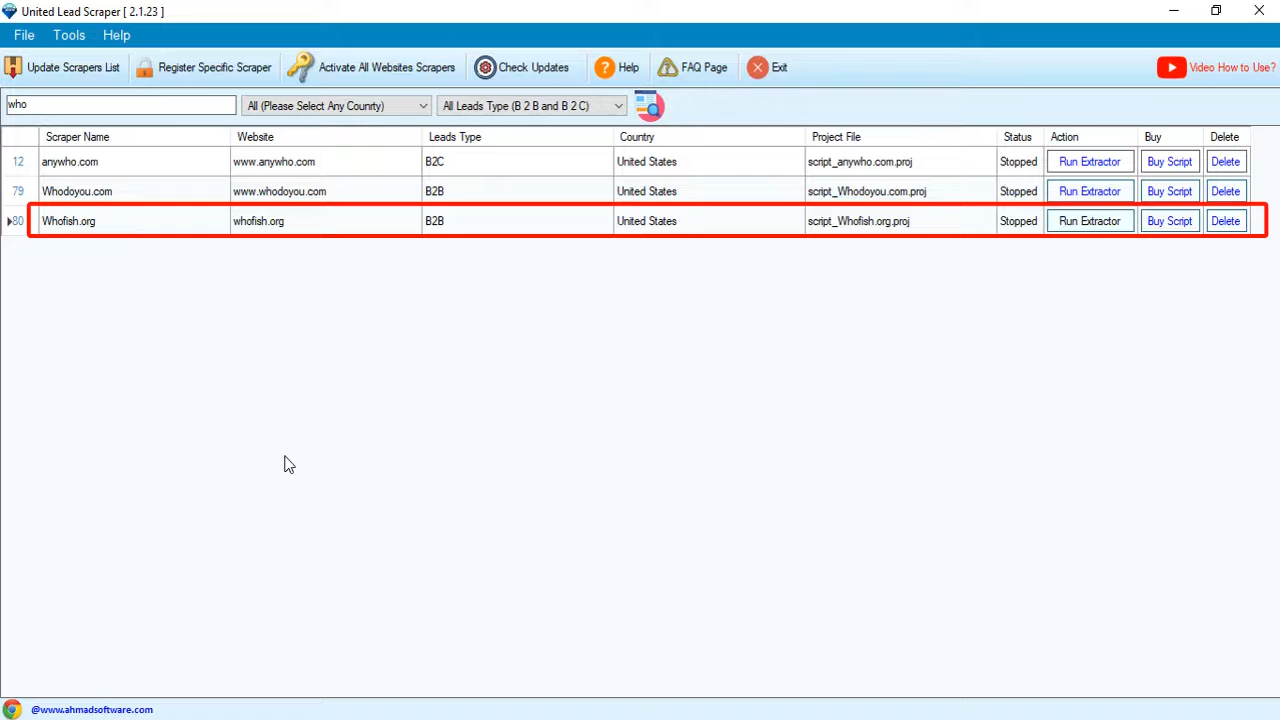 United Lead Scraper [ 2.1.23 ]
File Tools Help
Update Scrapers List Register Specific Scraper Activate All Websites Scrapers Check Updates Help FAQ Page Exit Video How to Use?
who All (Please Select Any Counity) All Leads Type (B 2 B and B 2 C)
Scraper Name Website Leads Type Country Project File Status Action Buy Delete
12 anywho.com www.anywho.com B2C United States script_anywho.com.proj Stopped Run Extractor Buy Script Delete
79 Whodoyou.com www.whodoyou.com B2B United States script_Whodoyou.com.proj Stopped Run Extractor Buy Script Delete
80 Whofish.org whofish.org B2B United States script_Whofish.org.proj Stopped Run Extractor Buy Script Delete
@www.ahmadsoftware.com